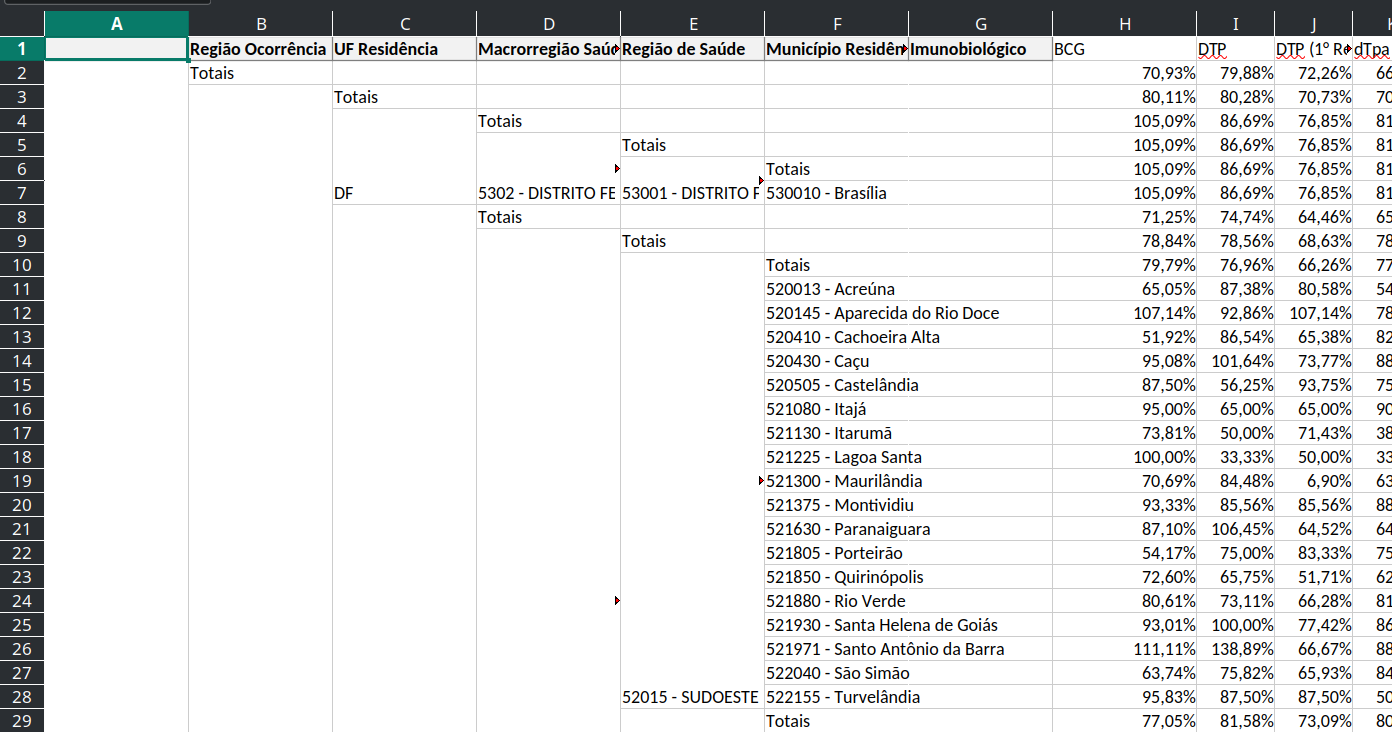 A B C D E F G H I J K
1 Região Ocorrência UF Residência Macrorregião Saúd Região de Saúde Município Residên Imunobiológico BCG DTP DTP (1° Re dTpa
2 Totais 70,93% 79,88% 72,26% 66
3 Totais 80,11% 80,28% 70,73% 70
4 Totais 105,09% 86,69% 76,85% 81
5 Totais 105,09% 86,69% 76,85% 81
6 Totais 105,09% 86,69% 76,85% 81
7 DF 5302 - DISTRITO FE 53001 - DISTRITO F 530010 - Brasília 105,09% 86,69% 76,85% 81
8 Totais 71,25% 74,74% 64,46% 65
9 Totais 78,84% 78,56% 68,63% 78
10 Totais 79,79% 76,96% 66,26% 77
11 520013 - Acreúna 65,05% 87,38% 80,58% 54
12 520145 - Aparecida do Rio Doce 107,14% 92,86% 107,14% 78
13 520410 - Cachoeira Alta 51,92% 86,54% 65,38% 82
14 520430 - Caçu 95,08% 101,64% 73,77% 88
15 520505 - Castelândia 87,50% 56,25% 93,75% 75
16 521080 - Itajá 95,00% 65,00% 65,00% 90
17 521130 - Itarumã 73,81% 50,00% 71,43% 38
18 521225 - Lagoa Santa 100,00% 33,33% 50,00% 33
19 521300 - Maurilândia 70,69% 84,48% 6,90% 63
20 521375 - Montividiu 93,33% 85,56% 85,56% 88
21 521630 - Paranaiguara 87,10% 106,45% 64,52% 64
22 521805 - Porteirão 54,17% 75,00% 83,33% 75
23 521850 - Quirinópolis 72,60% 65,75% 51,71% 62
24 521880 - Rio Verde 80,61% 73,11% 66,28% 81
25 521930 - Santa Helena de Goiás 93,01% 100,00% 77,42% 86
26 521971 - Santo Antônio da Barra 111,11% 138,89% 66,67% 88
27 522040 - São Simão 63,74% 75,82% 65,93% 84
28 52015 - SUDOESTE 522155 - Turvelândia 95,83% 87,50% 87,50% 50
29 Totais 77,05% 81,58% 73,09% 80